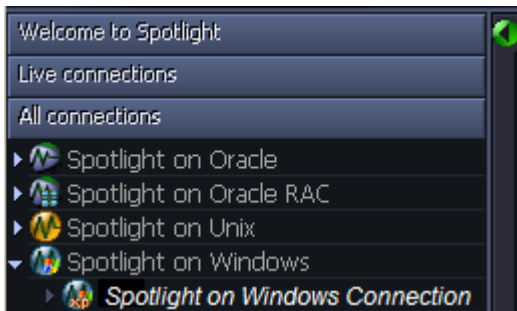 Welcome to Spotlight
Live connections
All connections
Spotlight on Oracle
Spotlight on Oracle RAC
Spotlight on Unix
Spotlight on Windows
Spotlight on Windows Connection